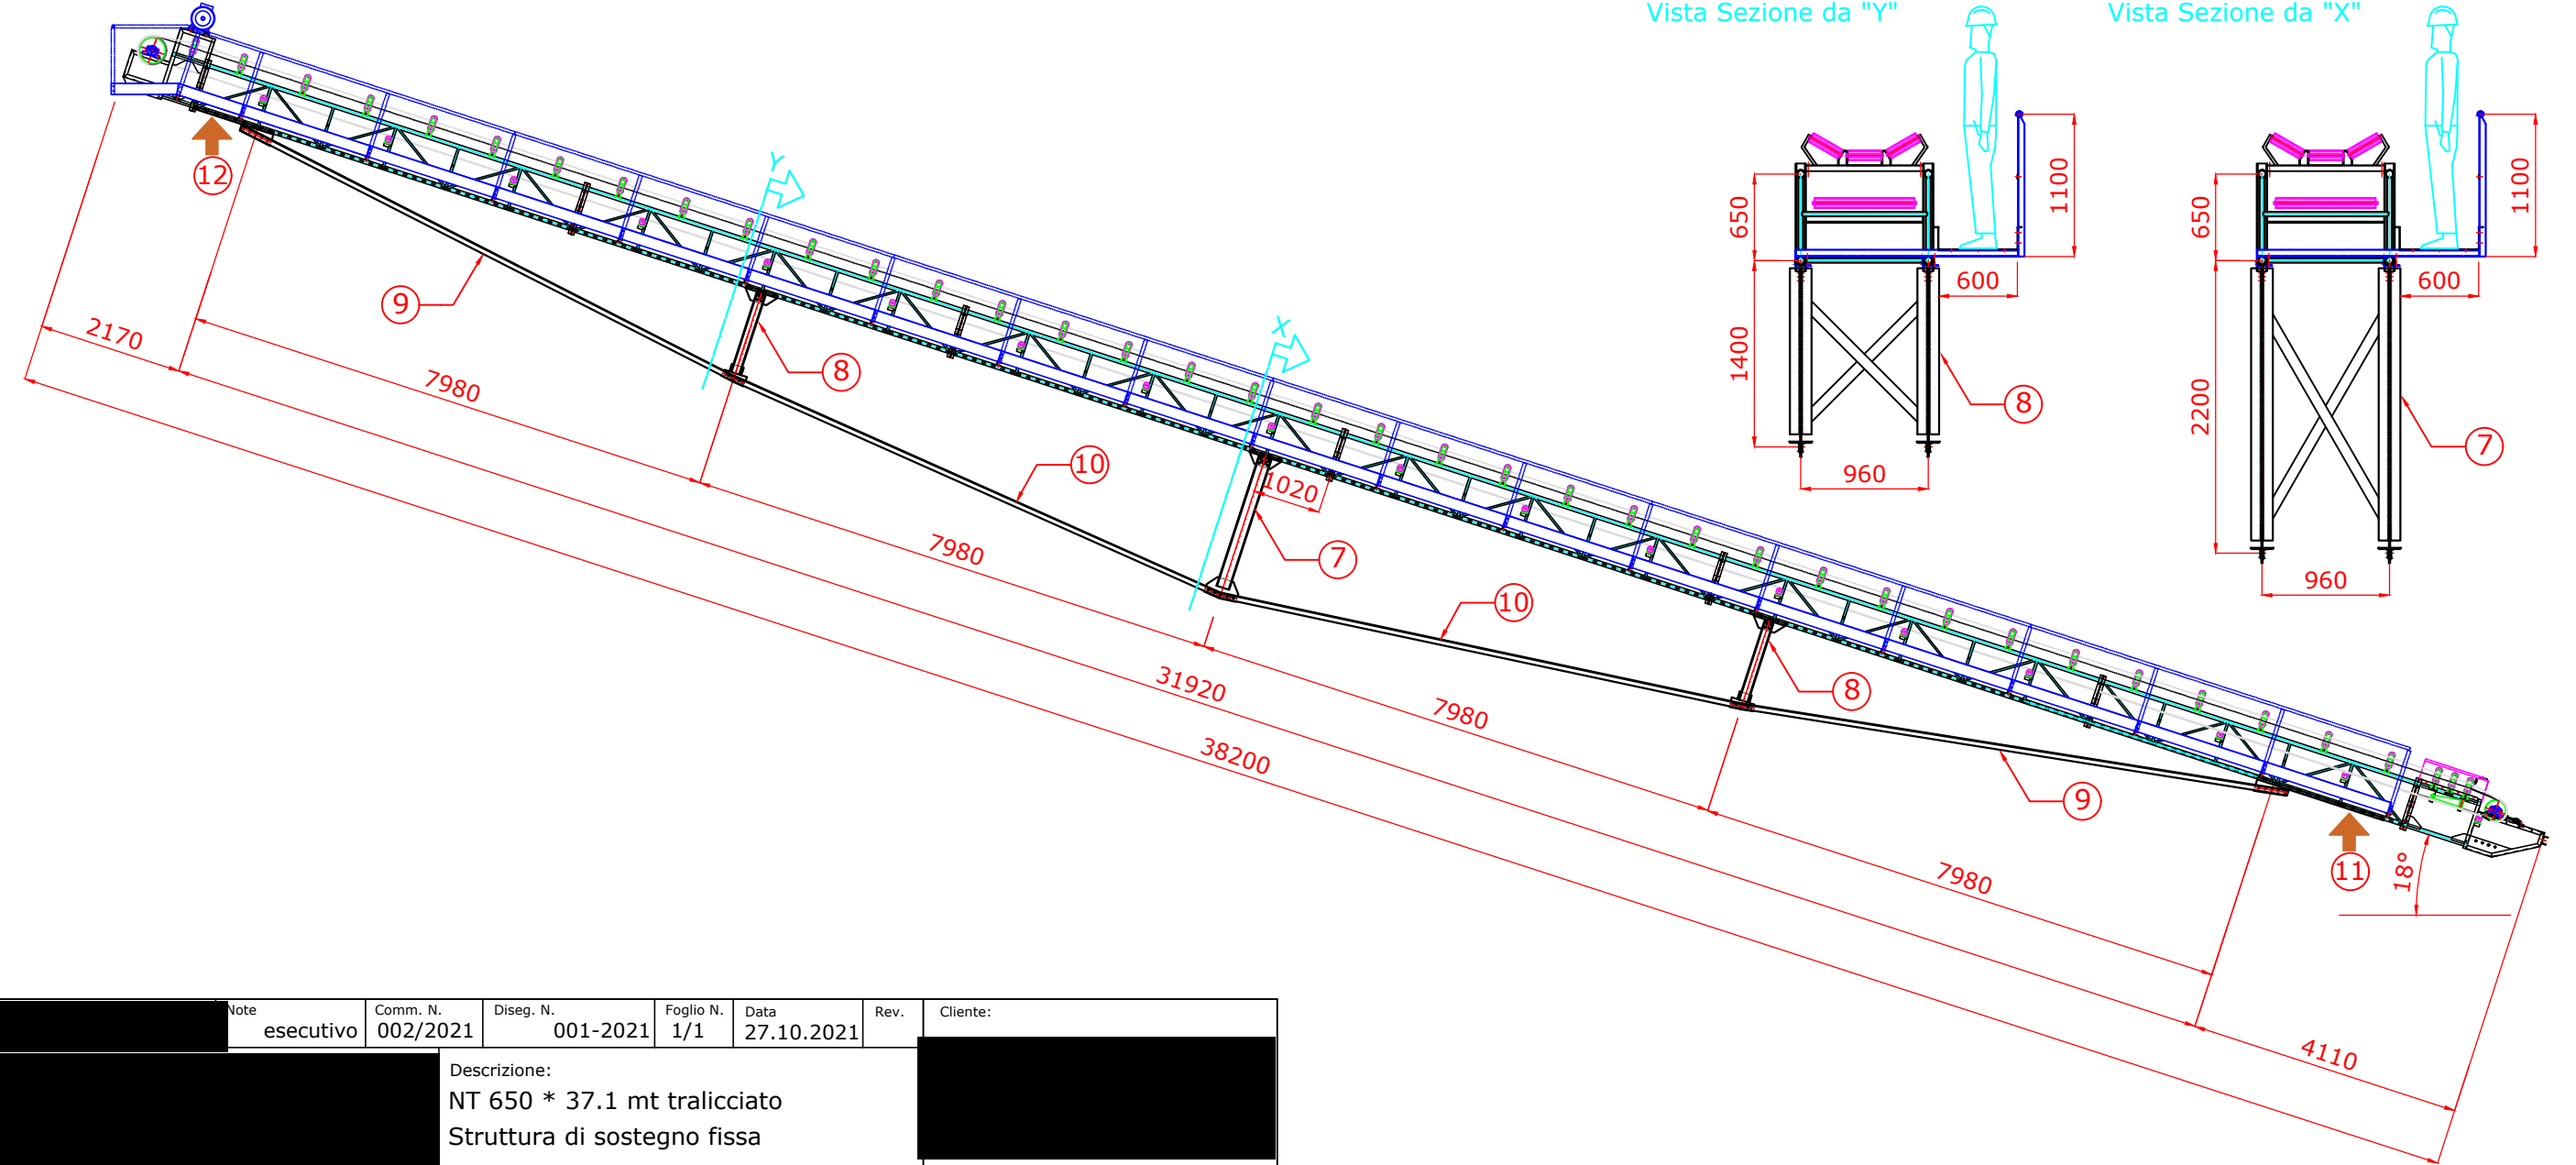 Vista Sezione da "Y"
Vista Sezione da "X"
12
9
2170
7980
Y
8
10
7980
X
1020
7
10
31920
38200
7980
8
9
7980
11
18°
4110
650
1400
960
600
1100
8
650
2200
960
600
1100
7
Note
esecutivo
Comm. N.
002/2021
Diseg. N.
001-2021
Foglio N.
1/1
Data
27.10.2021
Rev.
Cliente:
Descrizione:
NT 650 * 37.1 mt tralicciato
Struttura di sostegno fissa